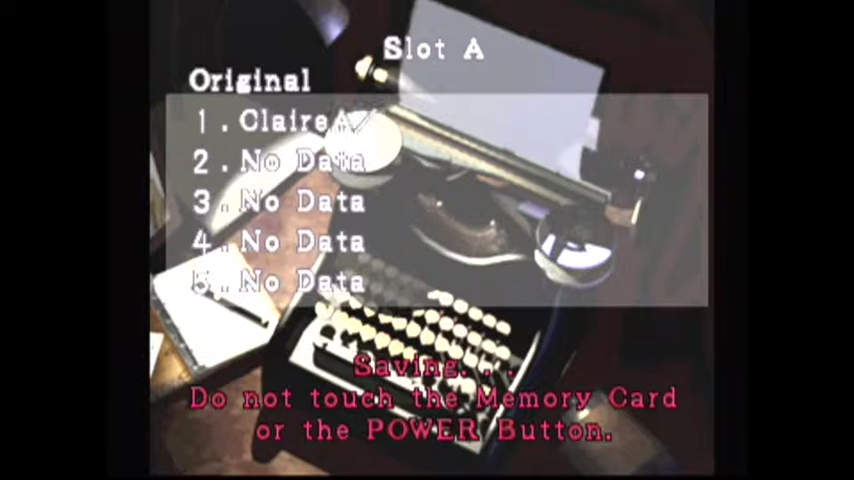 Slot A
Original
1. ClaireA/
2. No Data
3. No Data
4. No Data
5. No Data
Saving...
Do not touch the Memory Card
or the POWER Button.